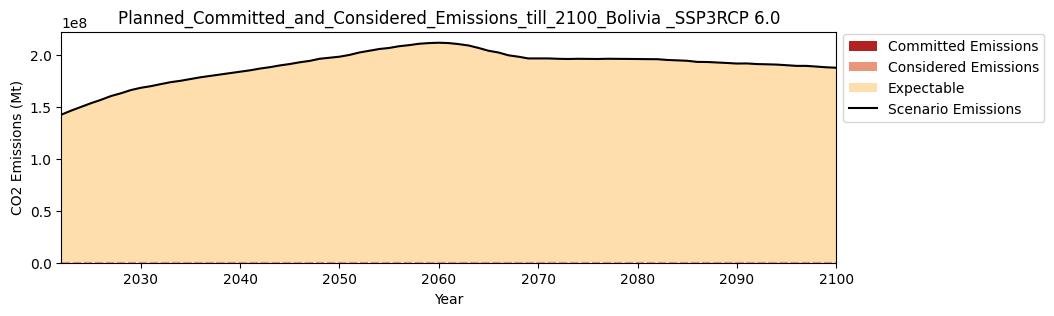 Planned_Committed_and_Considered_Emissions_till_2100_Bolivia _SSP3RCP 6.0
1e8
2.0
1.5
1.0
0.5
0.0
CO2 Emissions (Mt)
2030 2040 2050 2060 2070 2080 2090 2100
Year
Committed Emissions
Considered Emissions
Expectable
Scenario Emissions